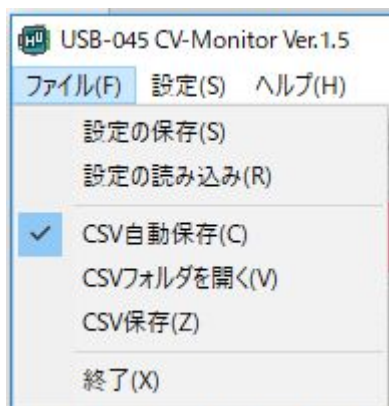 USB-045 CV-Monitor Ver.1.5
ファイル(F) 設定(S) ヘルプ(H)
設定の保存(S)
設定の読み込み(R)
CSV自動保存(C)
CSVフォルダを開く(V)
CSV保存(Z)
終了(X)